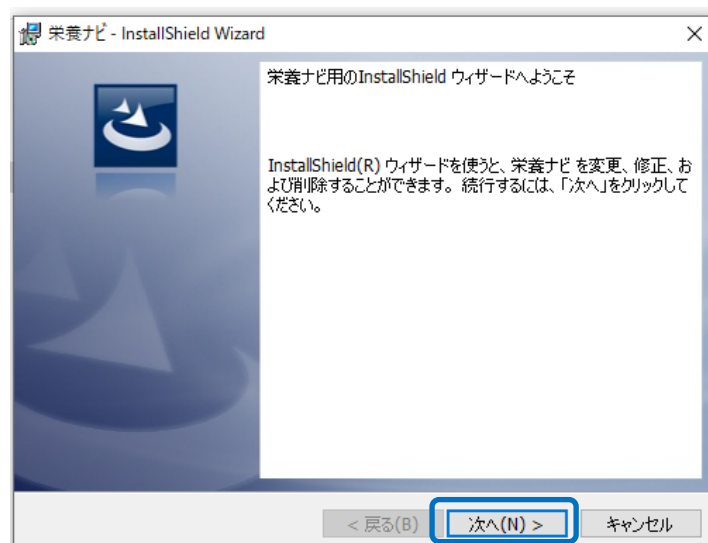 栄養ナビ - InstallShield Wizard
栄養ナビ用のInstallShield ウィザードへようこそ
InstallShield(R) ウィザードを使うと、栄養ナビ を変更、修正、お
よび削除することができます。続行するには、「次へ」をクリックして
ください。
< 戻る(B)
次へ(N) >
キャンセル